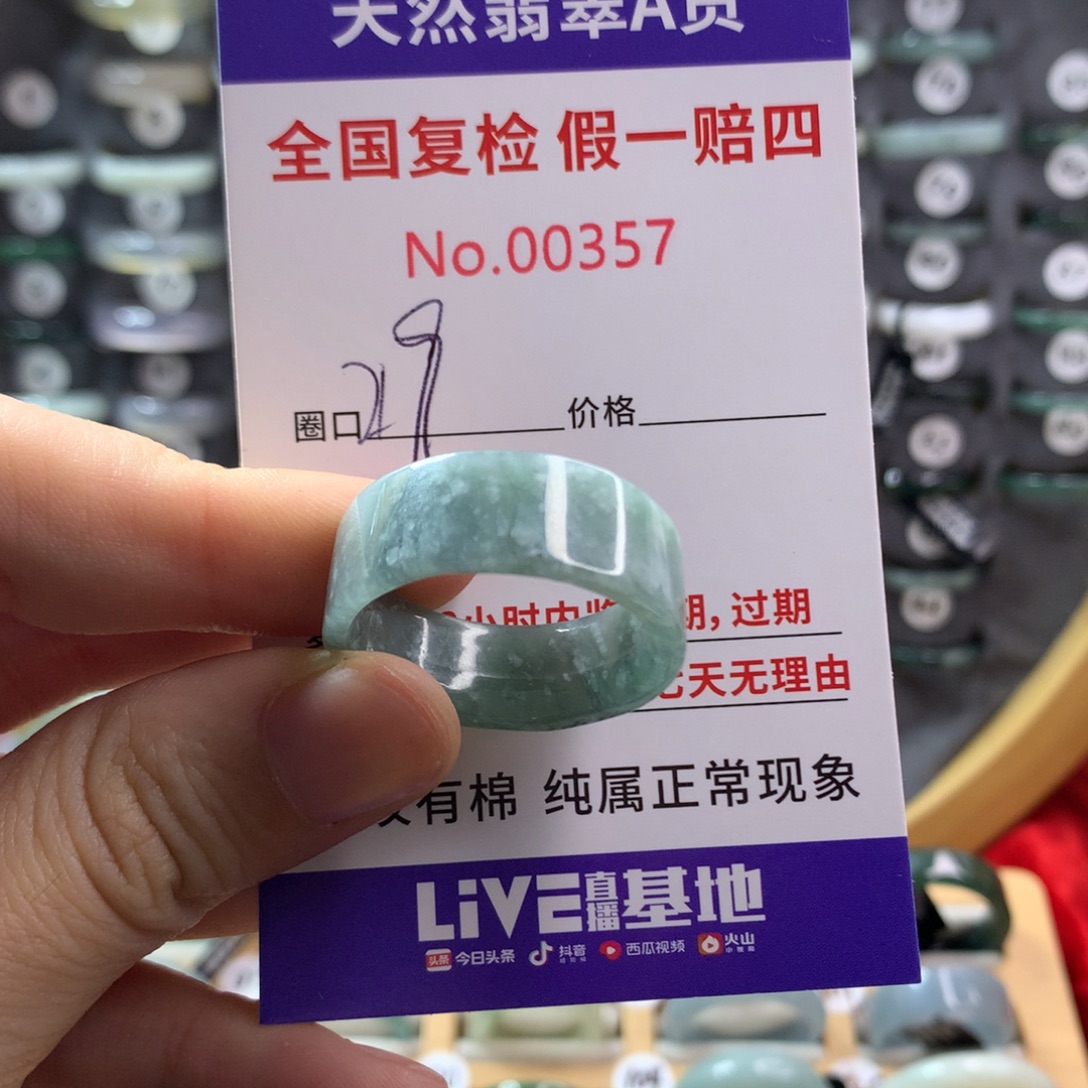 天然翡翠A货
全国复检 假一赔四
No.00357
圈口 价格
小时内 期，过期
七天无理由
有棉 纯属正常现象
LiVE直播基地
头条 今日头条 抖音 西瓜视频 火山